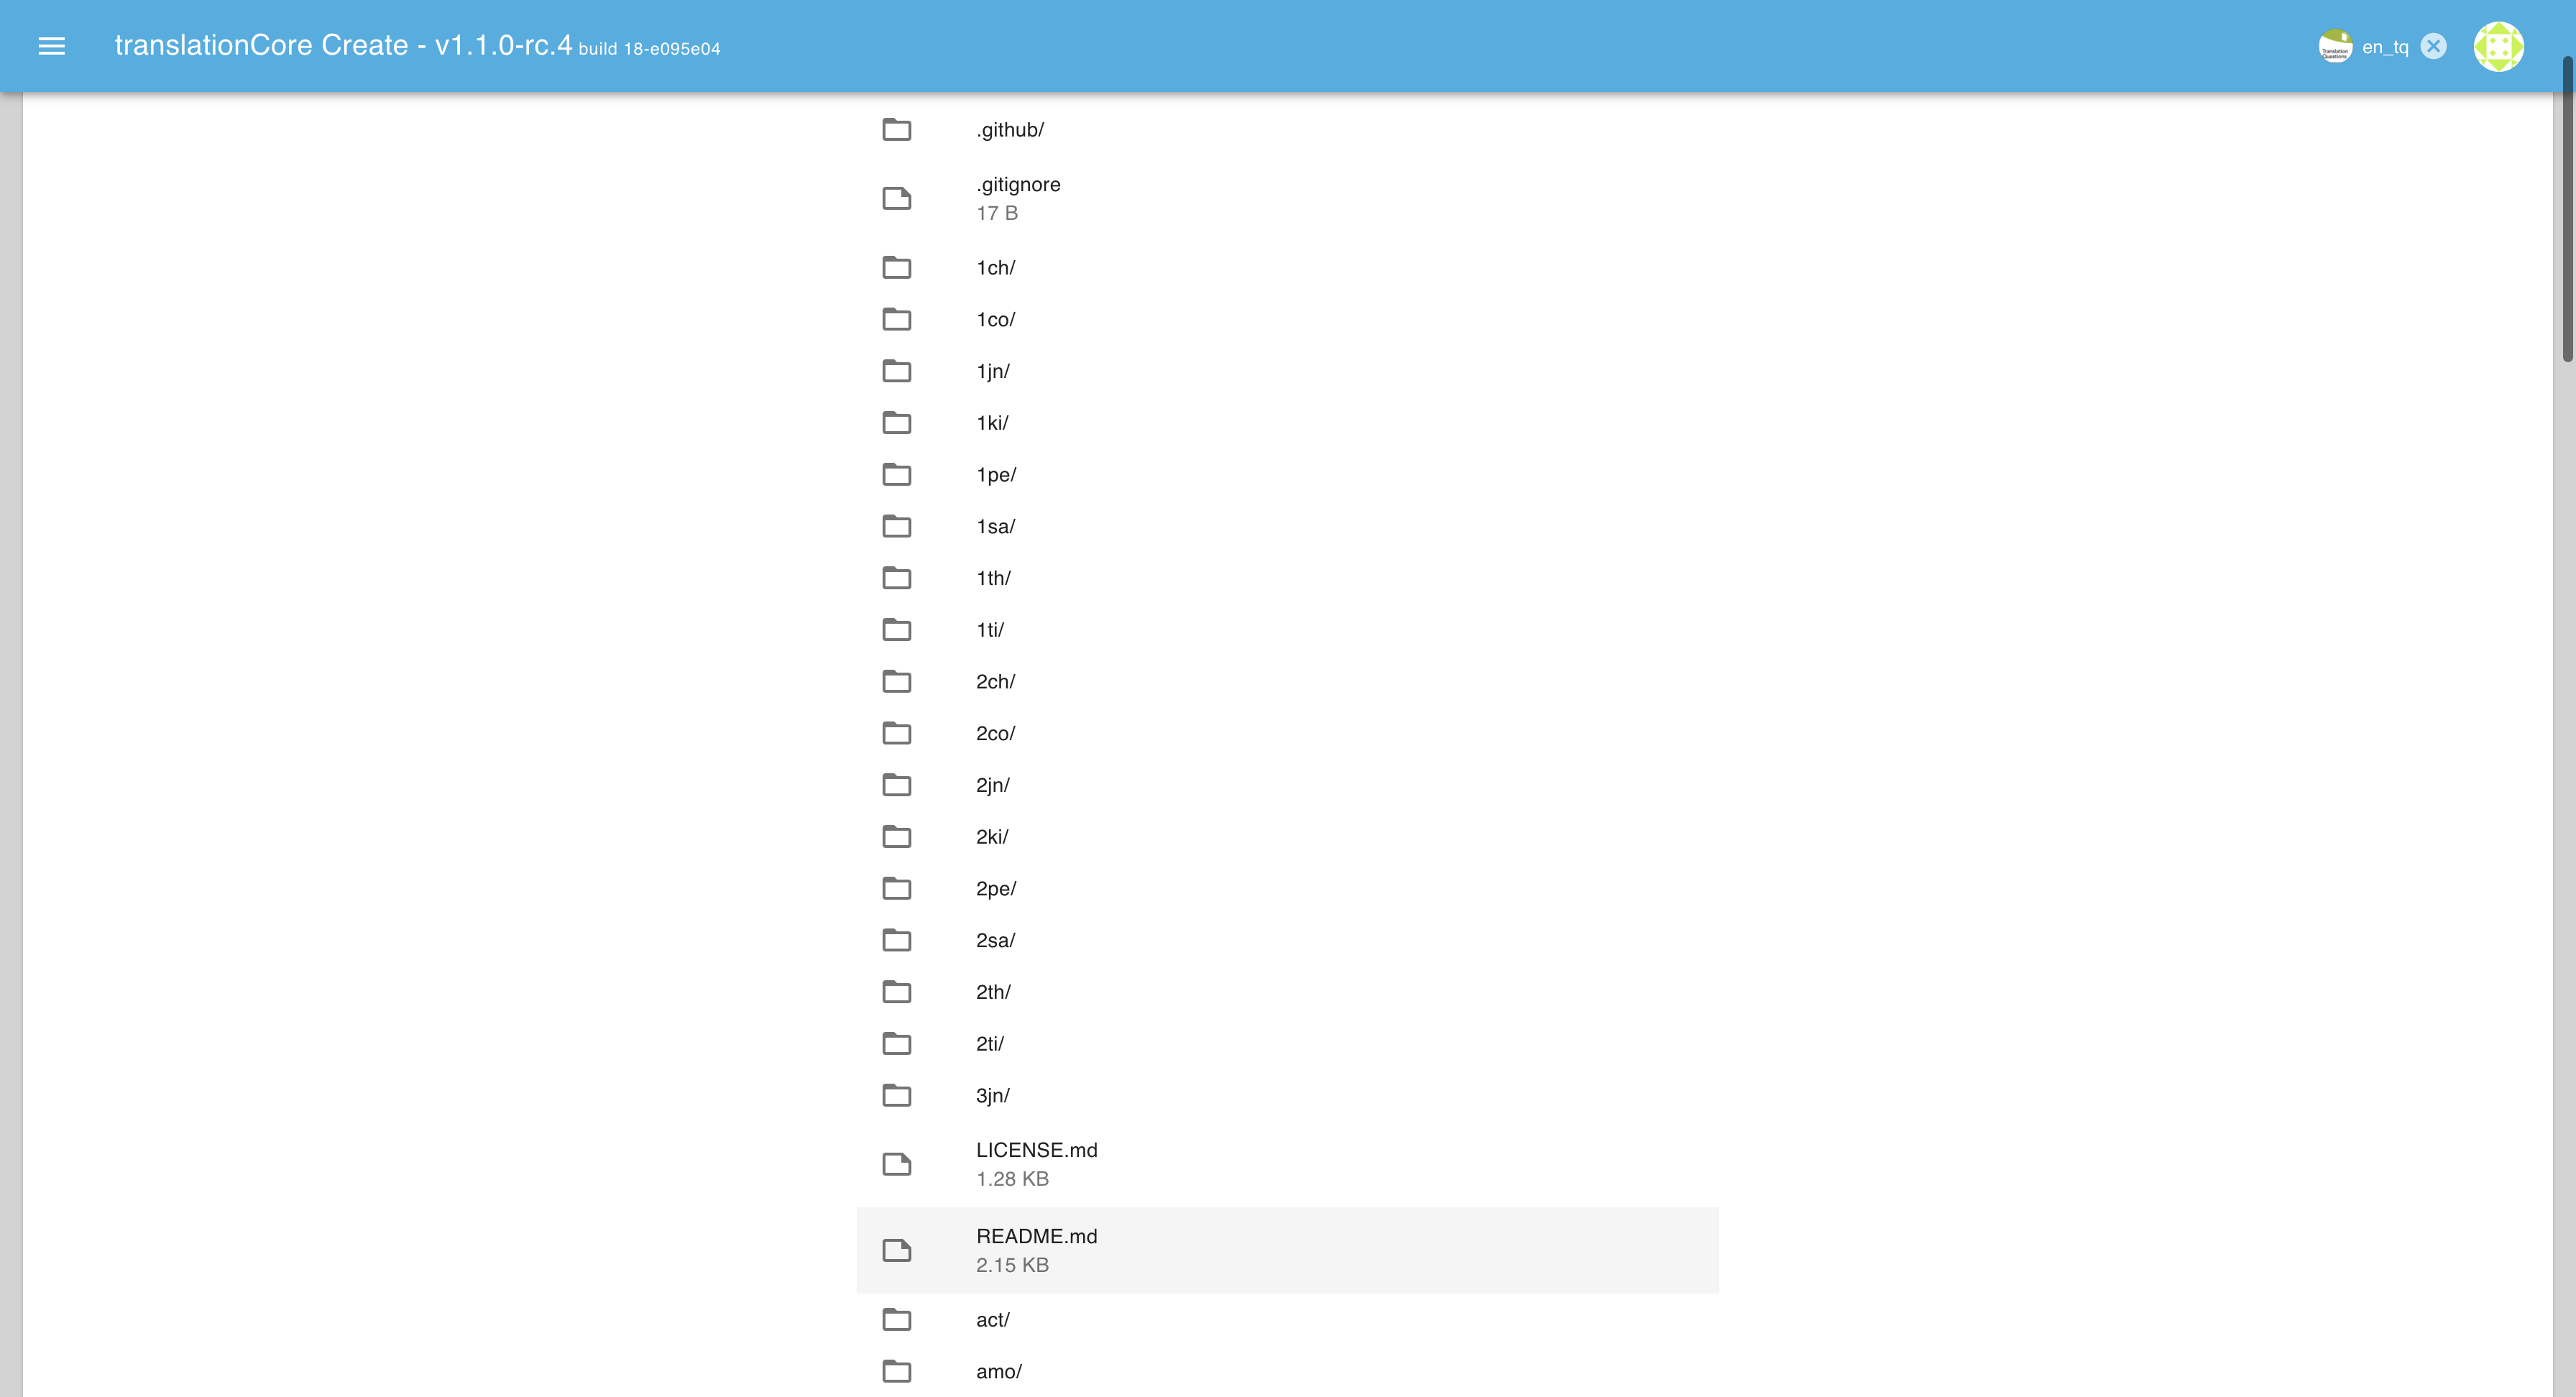 translationCore Create - v1.1.0-rc.4 build 18-e095e04
Translation
Questions
en_tq
.github/
.gitignore
17 B
1ch/
1co/
1jn/
1ki/
1pe/
1sa/
1th/
1ti/
2ch/
2co/
2jn/
2ki/
2pe/
2sa/
2th/
2ti/
3jn/
LICENSE.md
1.28 KB
README.md
2.15 KB
act/
amo/